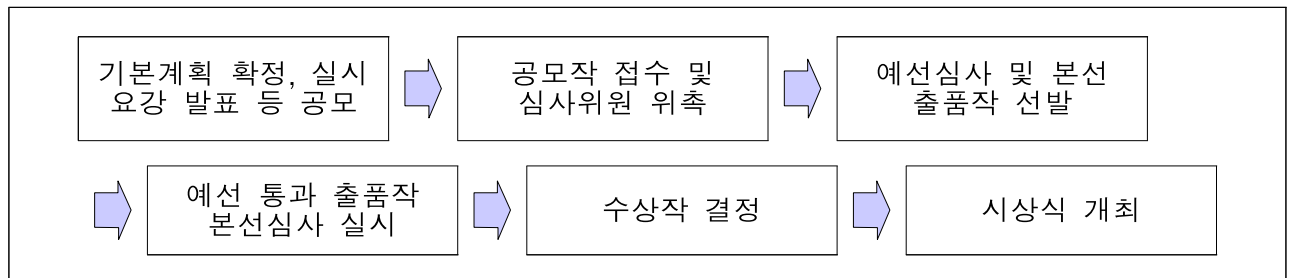 기본계획 확정, 실시
요강 발표 등 공모
공모작 접수 및
심사위원 위촉
예선심사 및 본선
출품작 선발
예선 통과 출품작
본선심사 실시
수상작 결정
시상식 개최